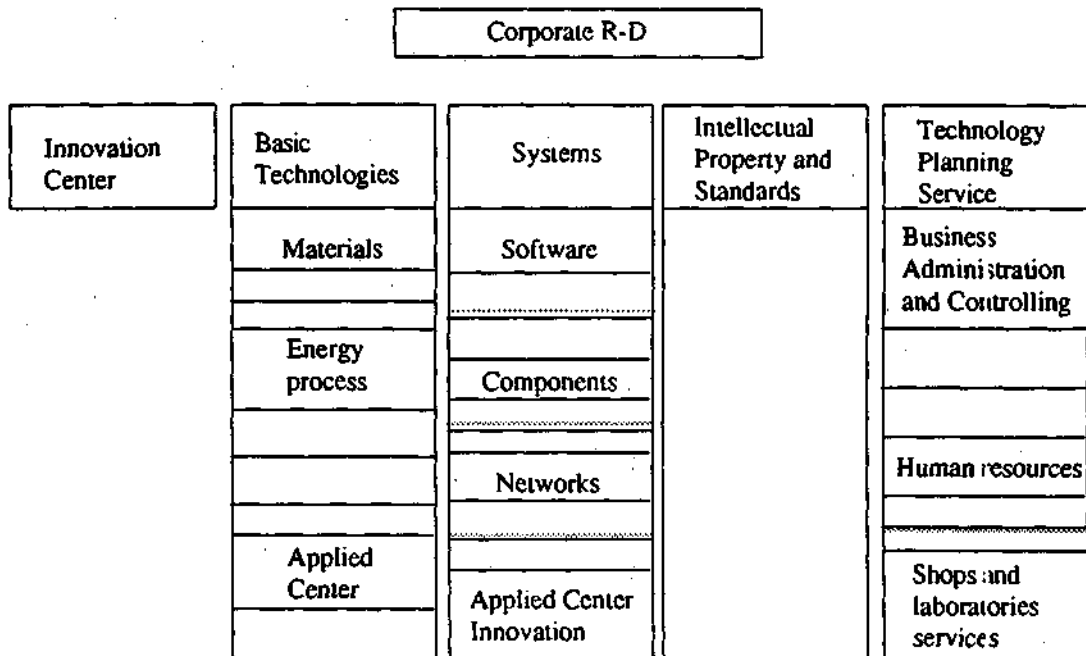 Corporate R-D
Innovation
Center
Basic
Technologies
Systems
Intellectual
Property and
Standards
Technology
Planning
Service
Materials
Software
Business
Administration
and Controlling
Energy
process
Components
Networks
Human resources
Applied
Center
Applied Center
Innovation
Shops and
laboratories
services